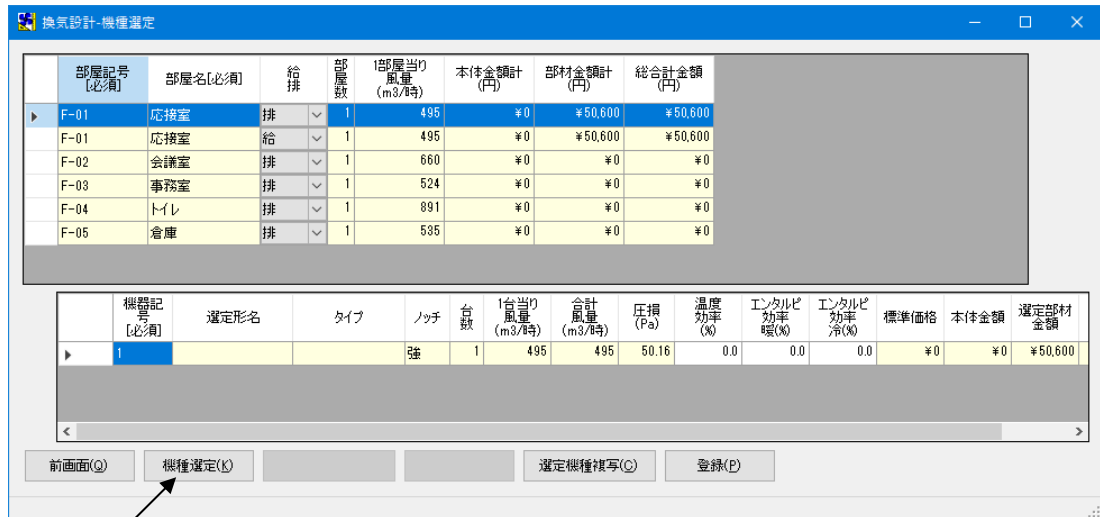 換気設計-機種選定
部屋記号[必須] 部屋名[必須] 給排 部屋数 1部屋当り風量(m3/時) 本体金額計(円) 部材金額計(円) 総合計金額(円)
F-01 応接室 排 1 495 ¥0 ¥50,600 ¥50,600
F-01 応接室 給 1 495 ¥0 ¥50,600 ¥50,600
F-02 会議室 排 1 660 ¥0 ¥0 ¥0
F-03 事務室 排 1 524 ¥0 ¥0 ¥0
F-04 トイレ 排 1 891 ¥0 ¥0 ¥0
F-05 倉庫 排 1 535 ¥0 ¥0 ¥0
機器記号[必須] 選定形名 タイプ ノッチ 台数 1台当り風量(m3/時) 合計風量(m3/時) 圧損(Pa) 温度効率(%) エンタルピ効率暖(%) エンタルピ効率冷(%) 標準価格 本体金額 選定部材金額
1 強 1 495 495 50.16 0.0 0.0 0.0 ¥0 ¥0 ¥50,600
前画面(Q) 機種選定(K) 選定機種複写(C) 登録(P)